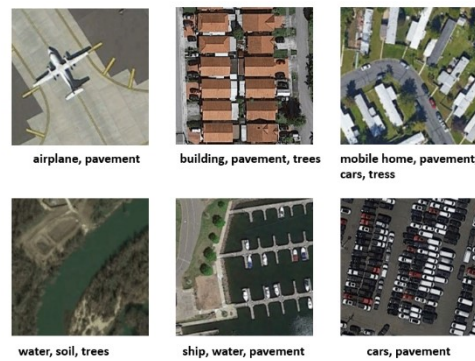 airplane, pavement
building, pavement, trees
mobile home, pavement
cars, tress
water, soil, trees
ship, water, pavement
cars, pavement